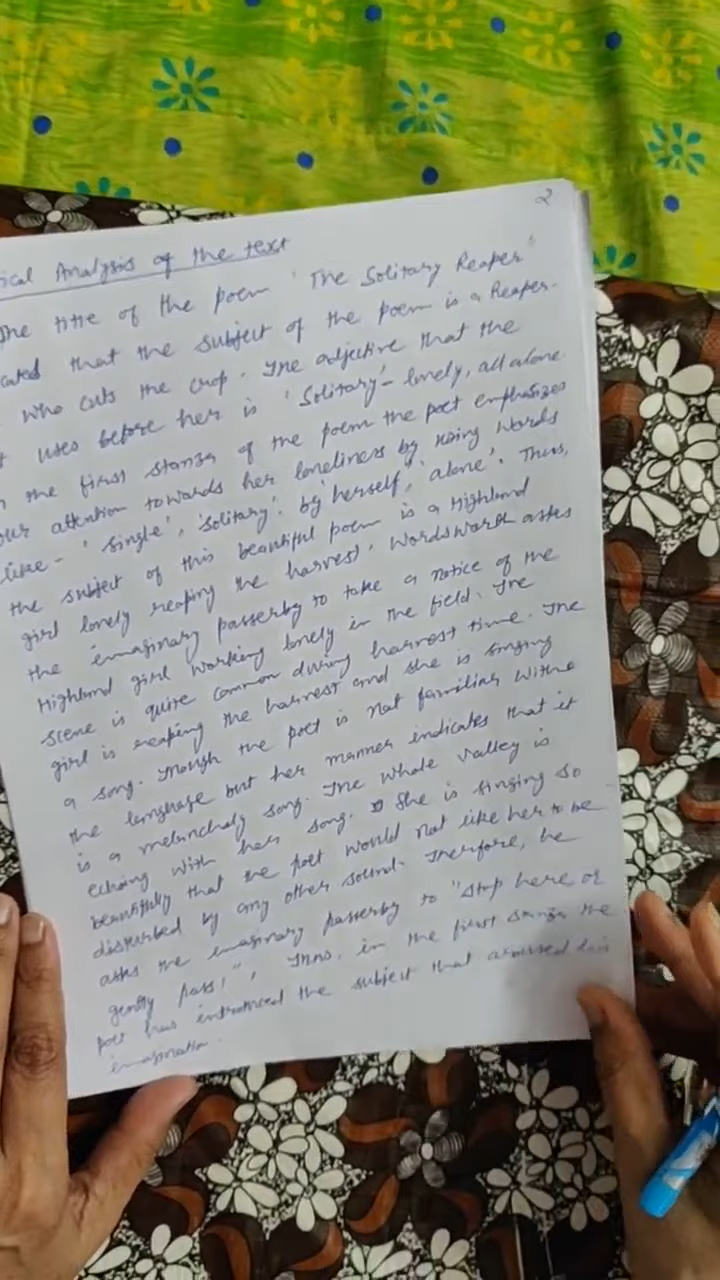 2
ical Analysis of the text
The title of the poem 'The Solitary Reaper'
cated that the subject of the poem is a Reaper.
who cuts the crop. The adjective that the
t uses before her is 'Solitary' - lonely, all alone.
n the first stanza of the poem the poet emphasizes
our attention towards her loneliness by using words
like - 'single', 'solitary'. by 'herself', 'alone'. Thus,
the subject of this beautiful poem is a Highland
girl lonely reaping the harvest. Wordsworth asks
the immaginary passerby to take a notice of the
Highland girl working lonely in the field. The
scene is quite common during harvest time. The
girl is reaping the harvest and she is singing
a song. Though the poet is not familiar with
the language but her manner indicates that it
is a melancholy song. The whole valley is
echoing with her song. She is singing so
beautifully that the poet would not like her to be
disturbed by any other sound. Therefore, he
asks the imaginary passerby to "stop here or
gently pass!", Thus, in the first stanza the
poet has introduced the subject that aroused his
imagination.